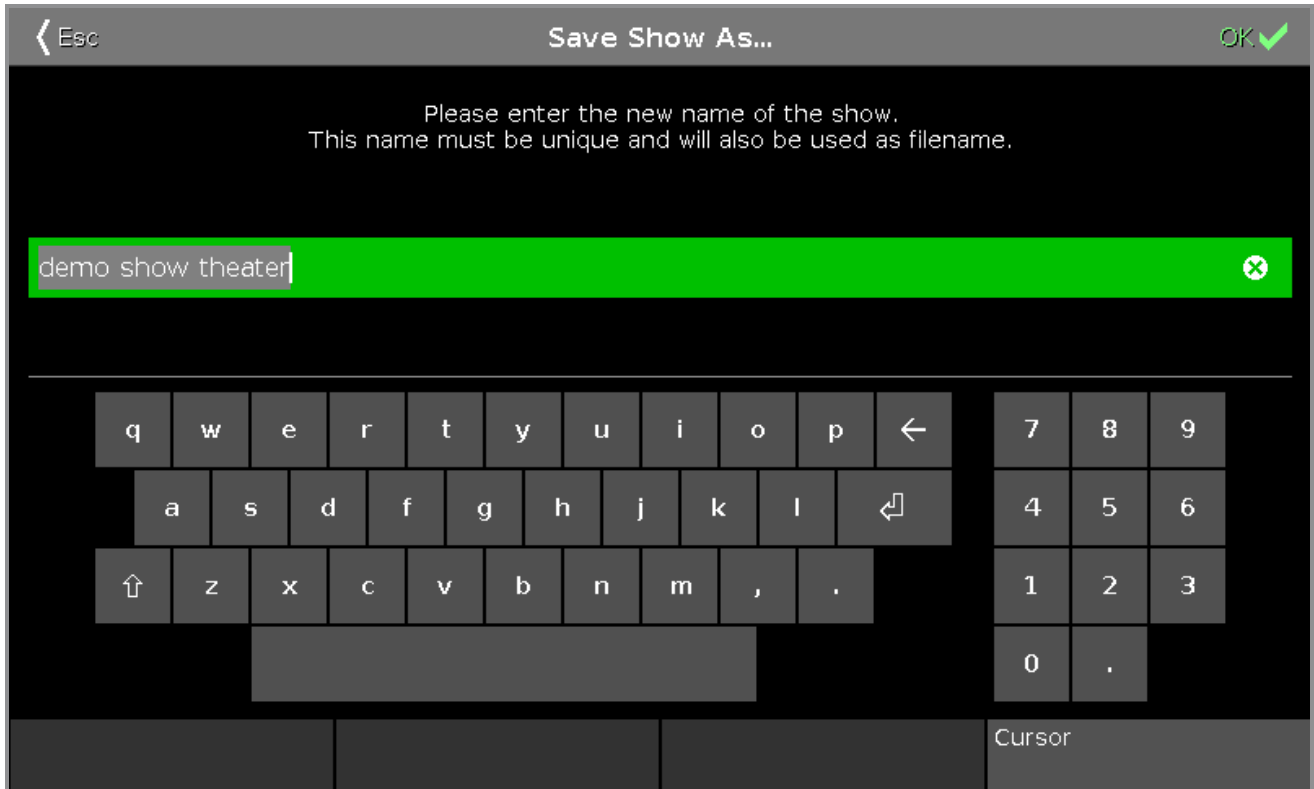 Esc Save Show As... OK
Please enter the new name of the show.
This name must be unique and will also be used as filename.
demo show theater
q w e r t y u i o p ← 7 8 9
a s d f g h j k l 4 5 6
z x c v b n m , . 1 2 3
0 .
Cursor